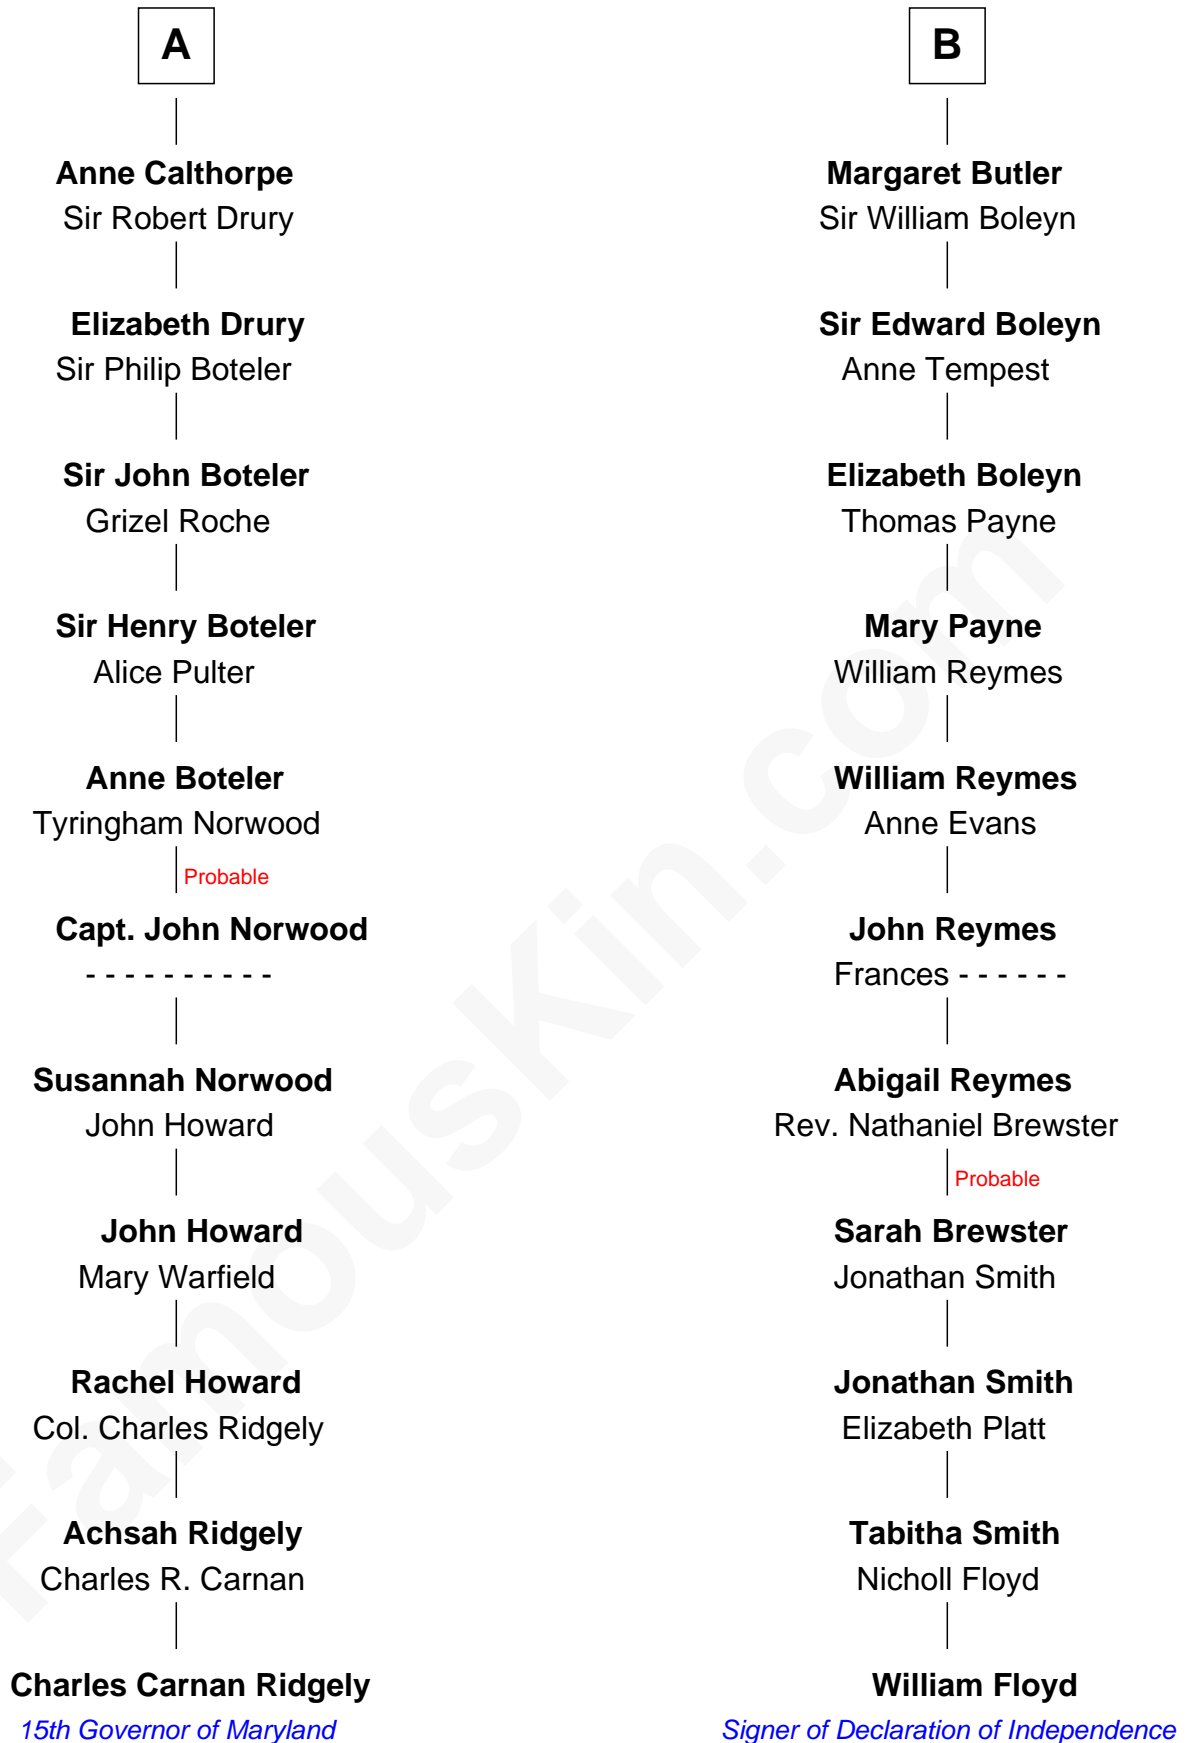 A
Anne Calthorpe
Sir Robert Drury
Elizabeth Drury
Sir Philip Boteler
Sir John Boteler
Grizel Roche
Sir Henry Boteler
Alice Pulter
Anne Boteler
Tyringham Norwood
Probable
Capt. John Norwood
- - - - - - - - - -
Susannah Norwood
John Howard
John Howard
Mary Warfield
Rachel Howard
Col. Charles Ridgely
Achsah Ridgely
Charles R. Carnan
Charles Carnan Ridgely
15th Governor of Maryland
B
Margaret Butler
Sir William Boleyn
Sir Edward Boleyn
Anne Tempest
Elizabeth Boleyn
Thomas Payne
Mary Payne
William Reymes
William Reymes
Anne Evans
John Reymes
Frances - - - - - -
Abigail Reymes
Rev. Nathaniel Brewster
Probable
Sarah Brewster
Jonathan Smith
Jonathan Smith
Elizabeth Platt
Tabitha Smith
Nicholl Floyd
William Floyd
Signer of Declaration of Independence
FamousKin.com